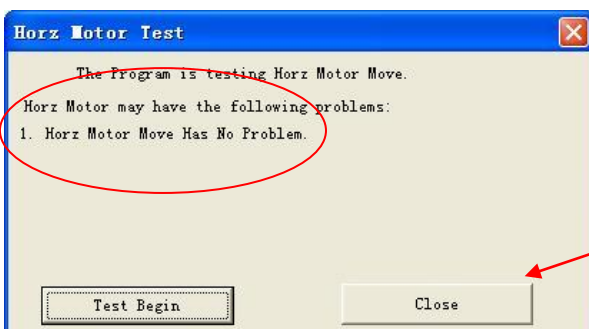 Horz Motor Test
The Program is testing Horz Motor Move.
Horz Motor may have the following problems:
1. Horz Motor Move Has No Problem.
Test Begin
Close